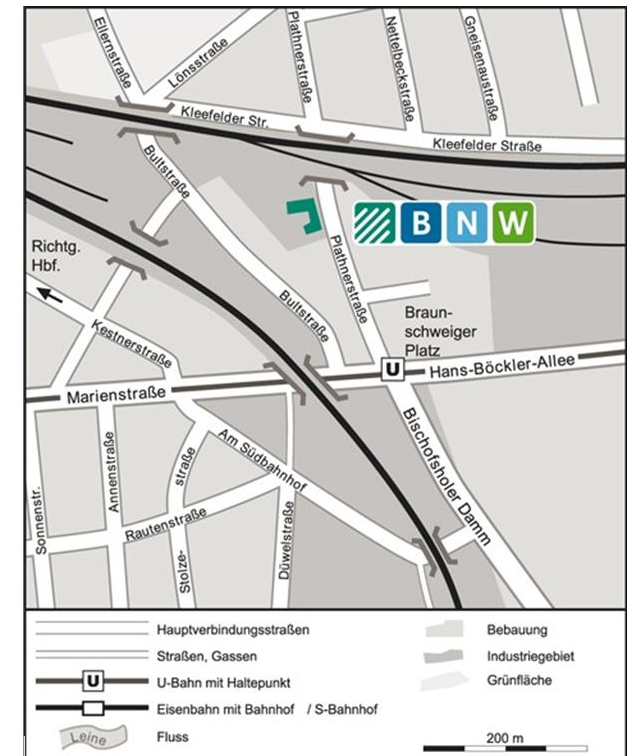 Ellernstraße
Lönsstraße
Plathnerstraße
Nettelbeckstraße
Gneisenaustraße
Kleefelder Str.
Kleefelder Straße
Bultstraße
B N W
Richtg.
Hbf.
Plathnerstraße
Bultstraße
Braun-
schweiger
Platz
Kestnerstraße
U
Hans-Böckler-Allee
Marienstraße
Bischofsholer Damm
Am Südbahnhof
Annenstraße
straße
Stolze-
Sonnenstr.
Rautenstraße
Düwelstraße
Hauptverbindungsstraßen
Bebauung
Straßen, Gassen
Industriegebiet
U
U-Bahn mit Haltepunkt
Grünfläche
Eisenbahn mit Bahnhof / S-Bahnhof
Leine
Fluss
200 m